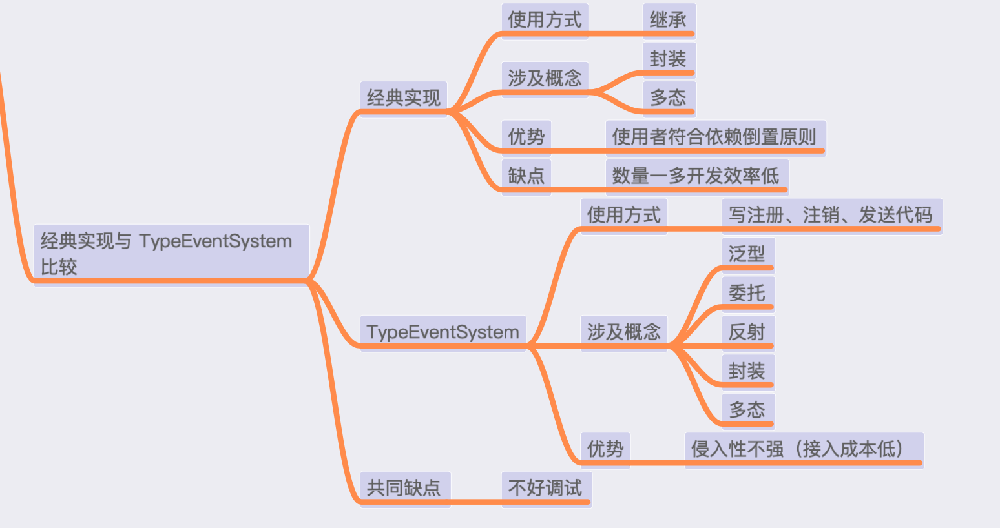 使用方式
继承
封装
涉及概念
多态
经典实现
优势
使用者符合依赖倒置原则
缺点
数量一多开发效率低
经典实现与 TypeEventSystem
比较
使用方式
写注册、注销、发送代码
泛型
委托
TypeEventSystem
涉及概念
反射
封装
多态
优势
侵入性不强（接入成本低）
共同缺点
不好调试